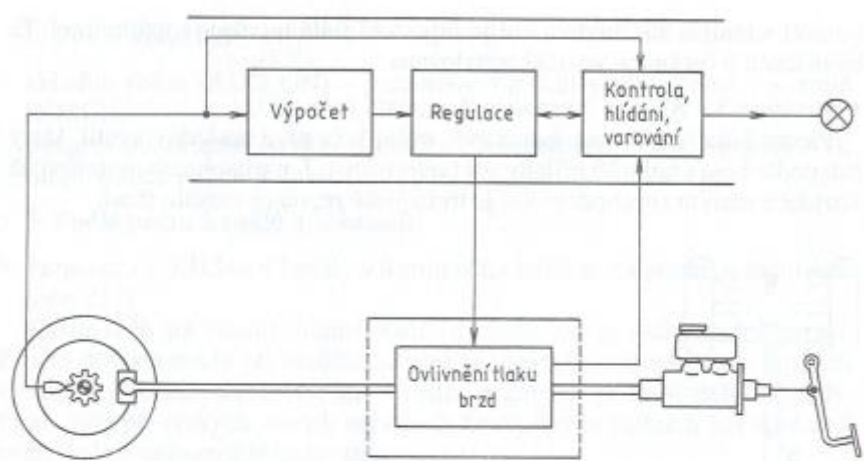 Výpočet
Regulace
Kontrola,
hlídání,
varování
Ovlivnění tlaku
brzd